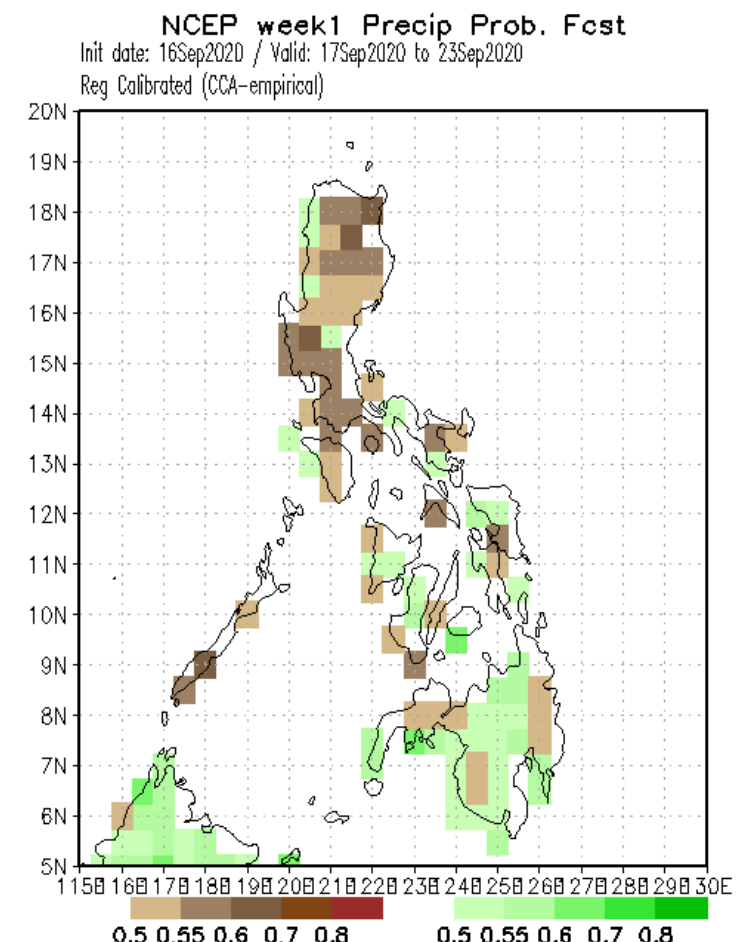 NCEP week1 Precip Prob. Fcst
Init date: 16Sep2020 / Valid: 17Sep2020 to 23Sep2020
Reg Calibrated (CCA-empirical)
20N
19N
18N
17N
16N
15N
14N
13N
12N
11N
10N
9N
8N
7N
6N
5N
115E 116E 117E 118E 119E 120E 121E 122E 123E 124E 125E 126E 127E 128E 129E 130E
0.5 0.55 0.6 0.7 0.8 0.5 0.55 0.6 0.7 0.8